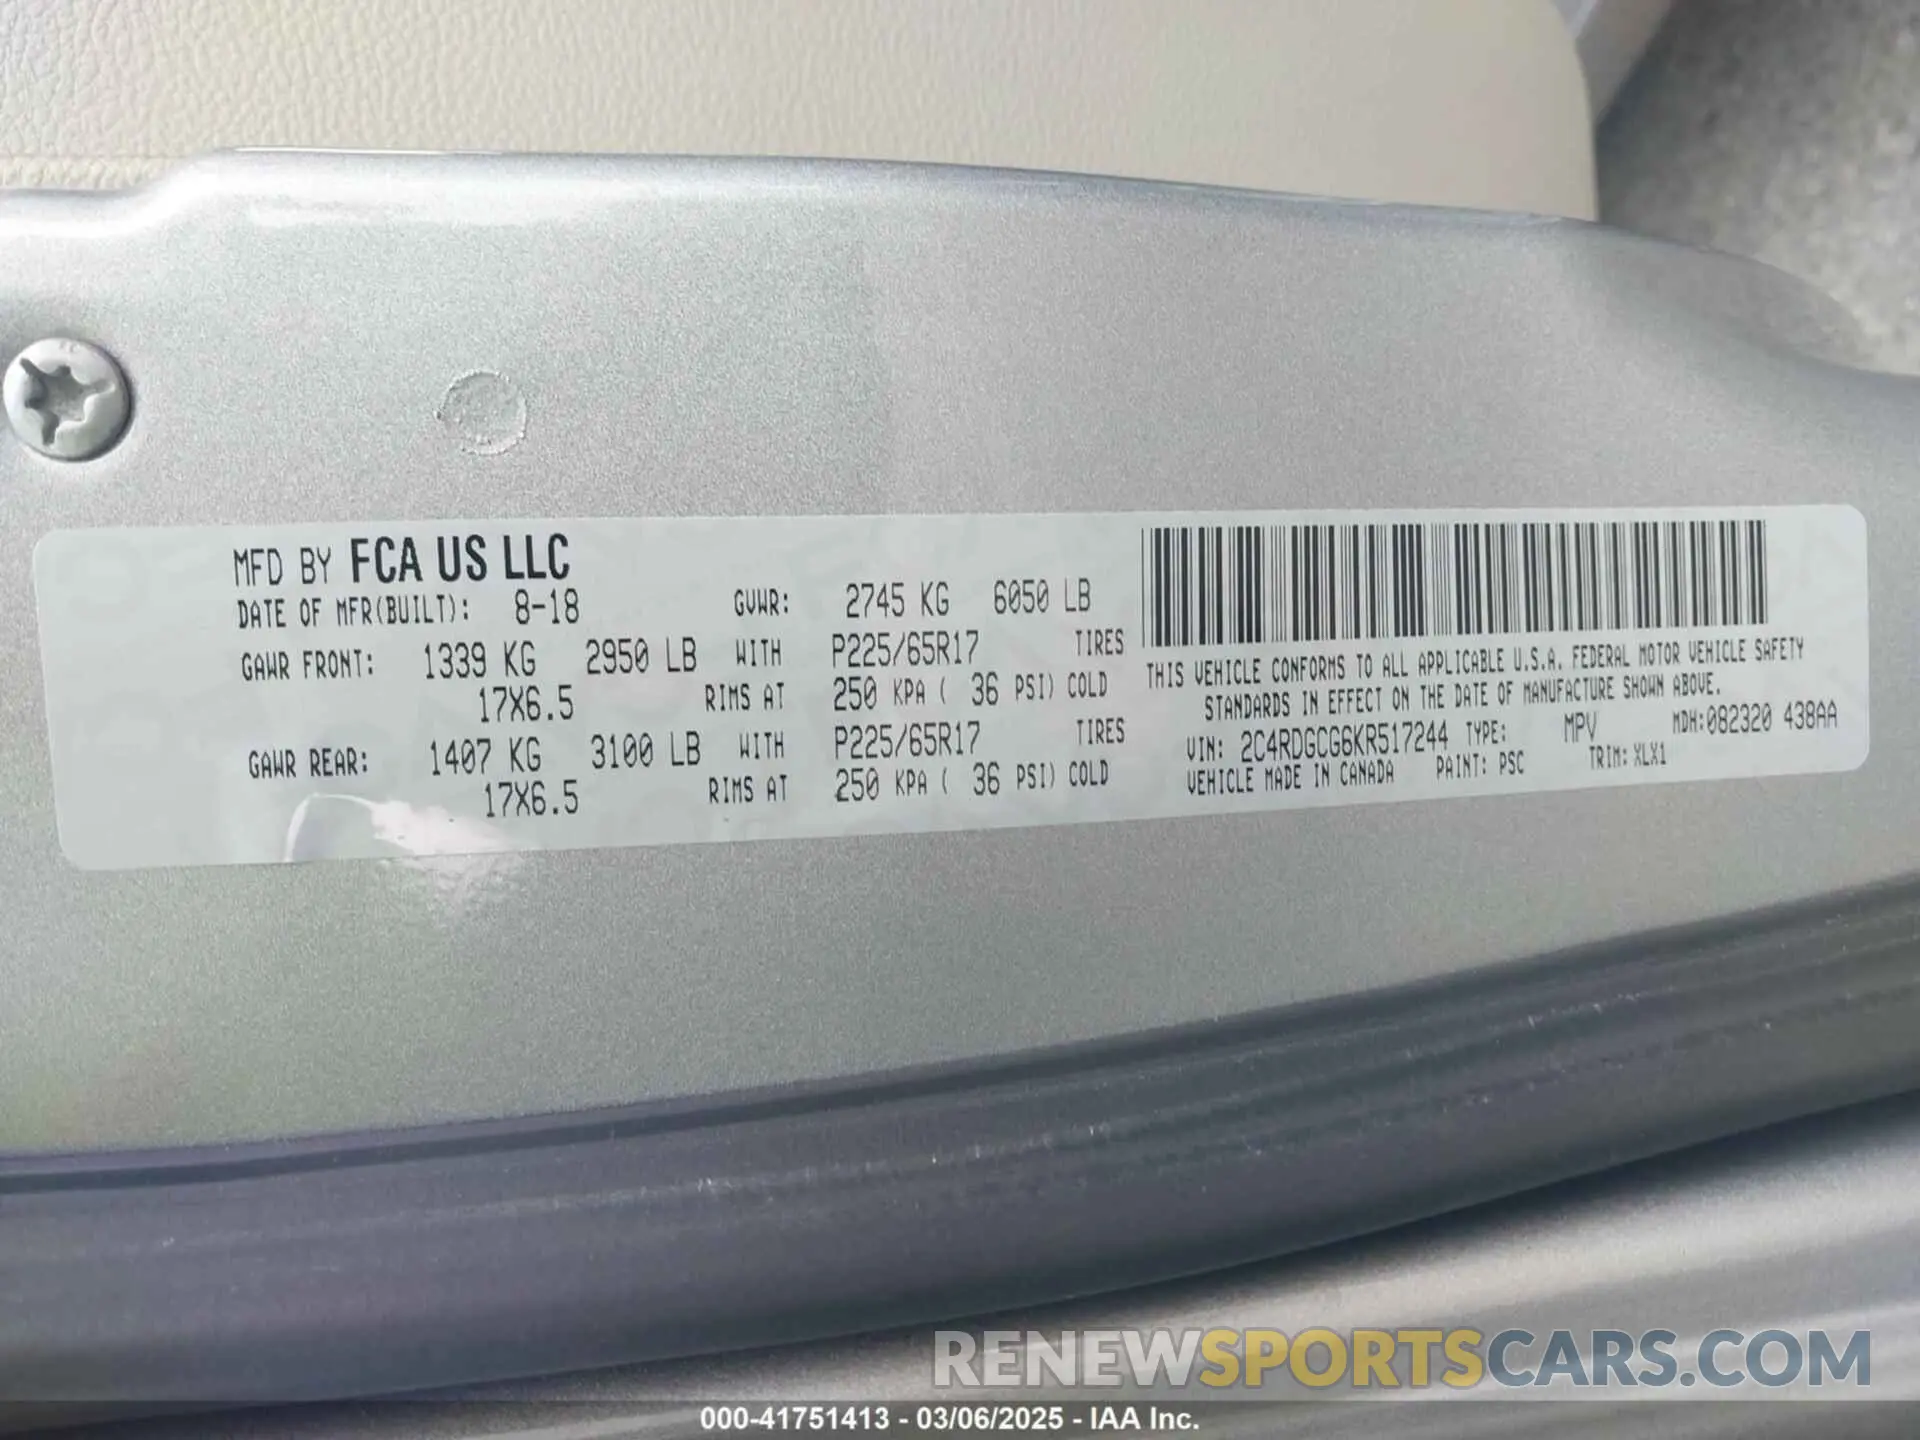 MFD BY FCA US LLC
DATE OF MFR(BUILT): 8-18 GVWR: 2745 KG 6050 LB
GAWR FRONT: 1339 KG 2950 LB WITH P225/65R17 TIRES
17X6.5 RIMS AT 250 KPA ( 36 PSI) COLD
GAWR REAR: 1407 KG 3100 LB WITH P225/65R17 TIRES
17X6.5 RIMS AT 250 KPA ( 36 PSI) COLD
THIS VEHICLE CONFORMS TO ALL APPLICABLE U.S.A. FEDERAL MOTOR VEHICLE SAFETY
STANDARDS IN EFFECT ON THE DATE OF MANUFACTURE SHOWN ABOVE.
VIN: 2C4RDGCG6KR517244 TYPE: MPV MDH:082320 438AA
VEHICLE MADE IN CANADA PAINT: PSC TRIM: XLX1
RENEWSPORTSCARS.COM
000-41751413 - 03/06/2025 - IAA Inc.